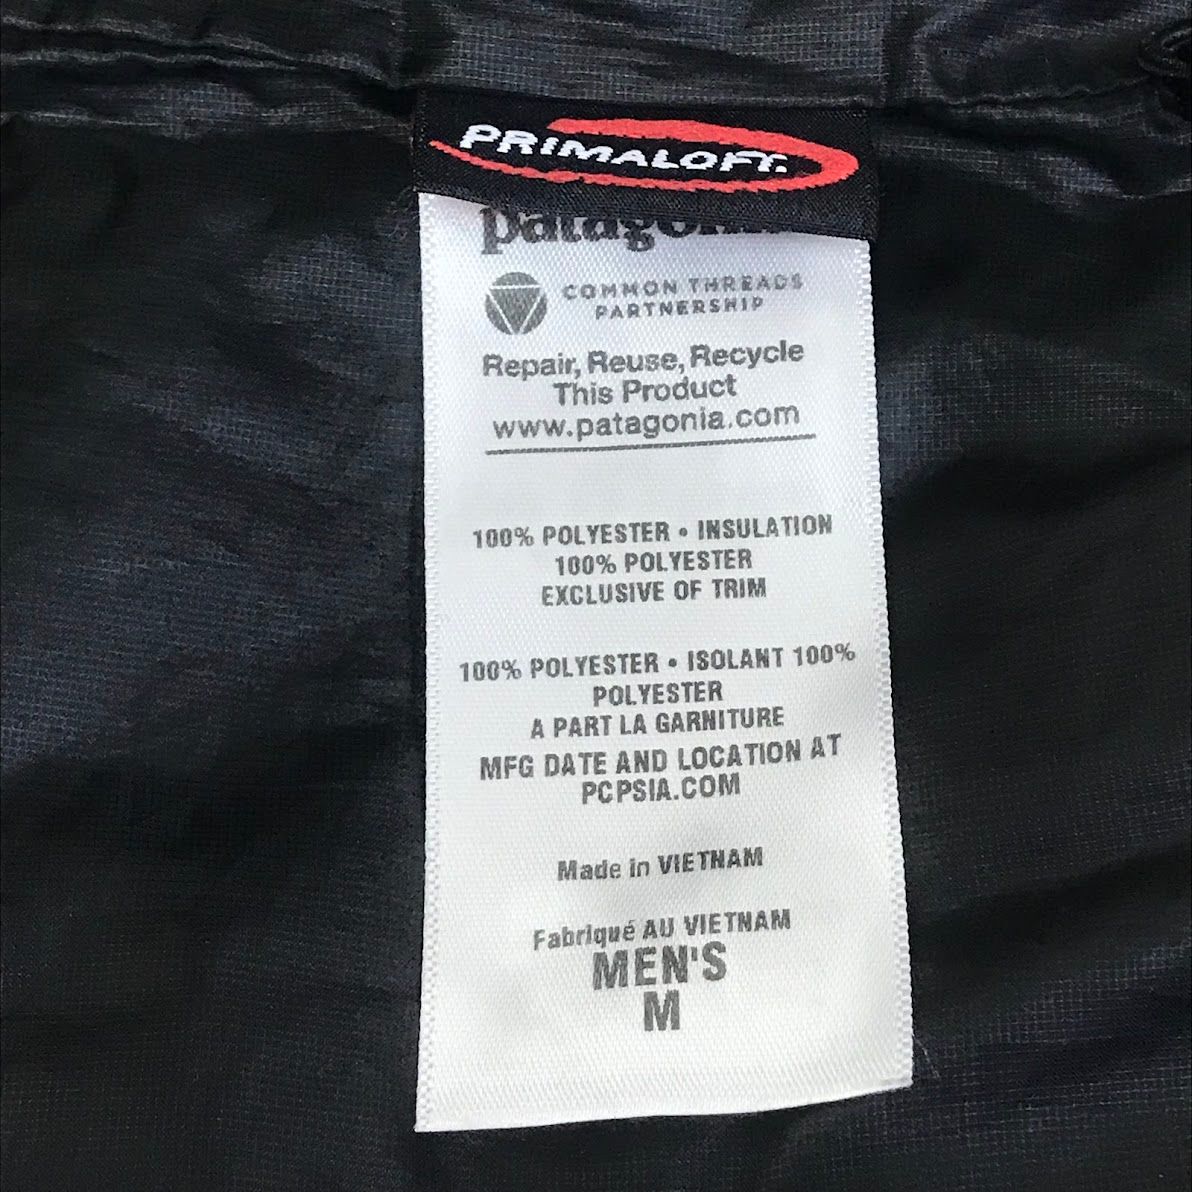 PRIMALOFT.
patagonia
COMMON THREADS
PARTNERSHIP
Repair, Reuse, Recycle
This Product
www.patagonia.com
100% POLYESTER • INSULATION
100% POLYESTER
EXCLUSIVE OF TRIM
100% POLYESTER • ISOLANT 100%
POLYESTER
A PART LA GARNITURE
MFG DATE AND LOCATION AT
PCPSIA.COM
Made in VIETNAM
Fabriqué AU VIETNAM
MEN'S
M